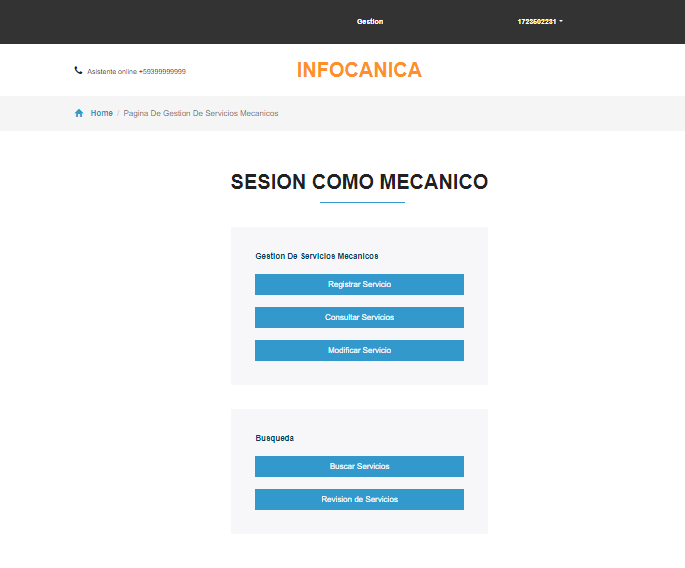 Gestion
1723502231
Asistente online +59399999999
INFOCANICA
Home / Pagina De Gestion De Servicios Mecanicos
SESION COMO MECANICO
Gestion De Servicios Mecanicos
Registrar Servicio
Consultar Servicios
Modificar Servicio
Busqueda
Buscar Servicios
Revision de Servicios